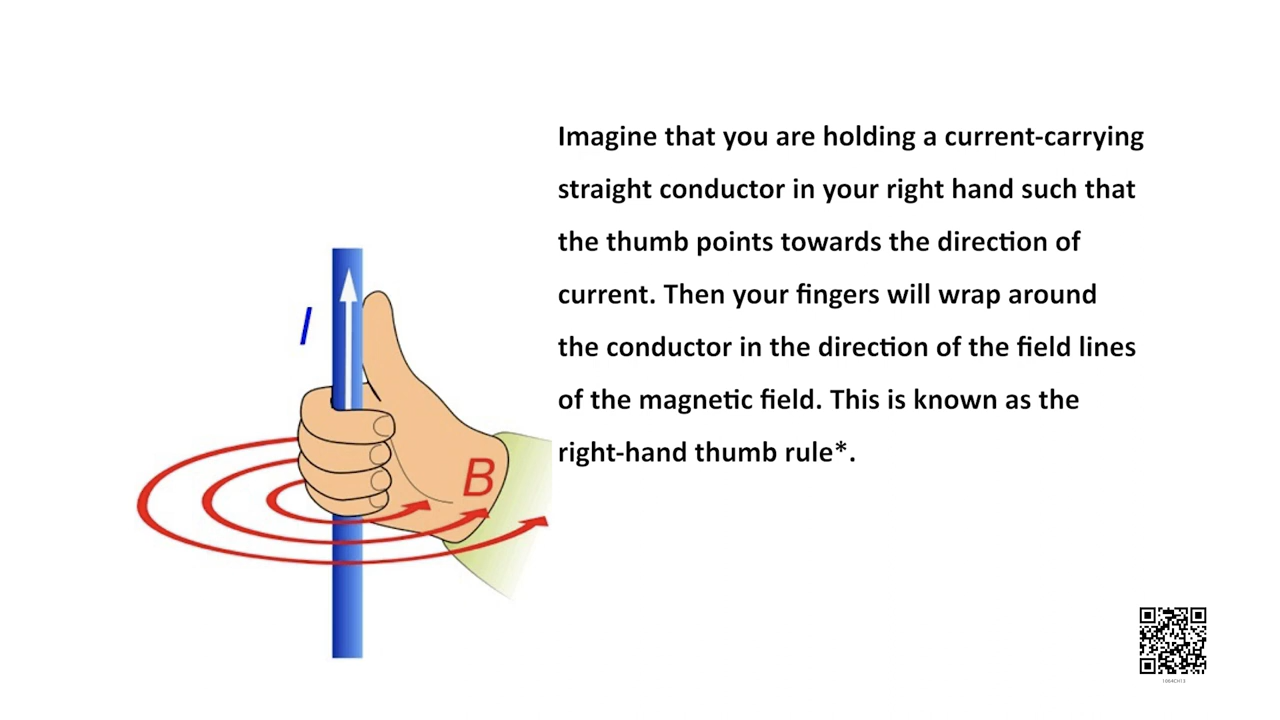 Imagine that you are holding a current-carrying
straight conductor in your right hand such that
the thumb points towards the direction of
current. Then your fingers will wrap around
the conductor in the direction of the field lines
of the magnetic field. This is known as the
right-hand thumb rule*.
I
B
1064CH13